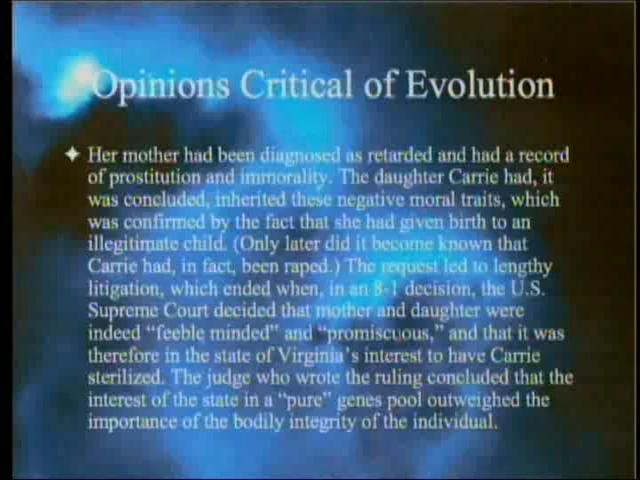 Opinions Critical of Evolution
✦ Her mother had been diagnosed as retarded and had a record
of prostitution and immorality. The daughter Carrie had, it
was concluded, inherited these negative moral traits, which
was confirmed by the fact that she had given birth to an
illegitimate child. (Only later did it become known that
Carrie had, in fact, been raped.) The request led to lengthy
litigation, which ended when, in an 8-1 decision, the U.S.
Supreme Court decided that mother and daughter were
indeed “feeble minded” and “promiscuous,” and that it was
therefore in the state of Virginia’s interest to have Carrie
sterilized. The judge who wrote the ruling concluded that the
interest of the state in a “pure” genes pool outweighed the
importance of the bodily integrity of the individual.